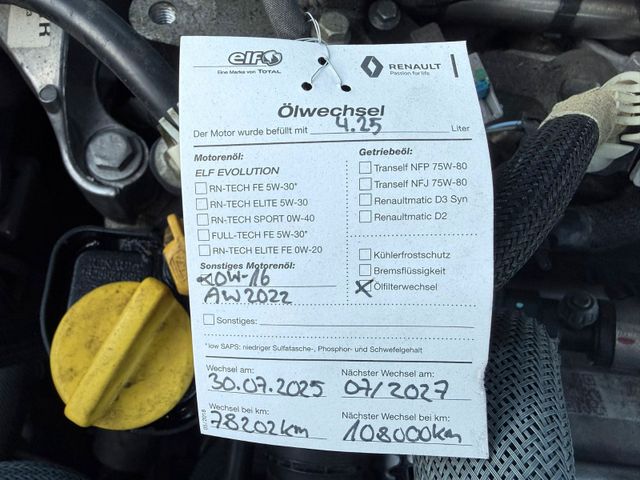 elf
Eine Marke von TOTAL
RENAULT
Passion for life
Ölwechsel
Der Motor wurde befüllt mit 4.25 Liter
Motorenöl:
ELF EVOLUTION
RN-TECH FE 5W-30*
RN-TECH ELITE 5W-30
RN-TECH SPORT 0W-40
FULL-TECH FE 5W-30*
RN-TECH ELITE FE 0W-20
Sonstiges Motorenöl:
0W-16
AW2022
Getriebeöl:
Tranself NFP 75W-80
Tranself NFJ 75W-80
Renaultmatic D3 Syn
Renaultmatic D2
Kühlerfrostschutz
Bremsflüssigkeit
Ölfilterwechsel
Sonstiges:
*low SAPS: niedriger Sulfatasche-, Phosphor- und Schwefelgehalt
Wechsel am: Nächster Wechsel am:
30.07.2025 07/2027
Wechsel bei km: Nächster Wechsel bei km:
78202km 108000km